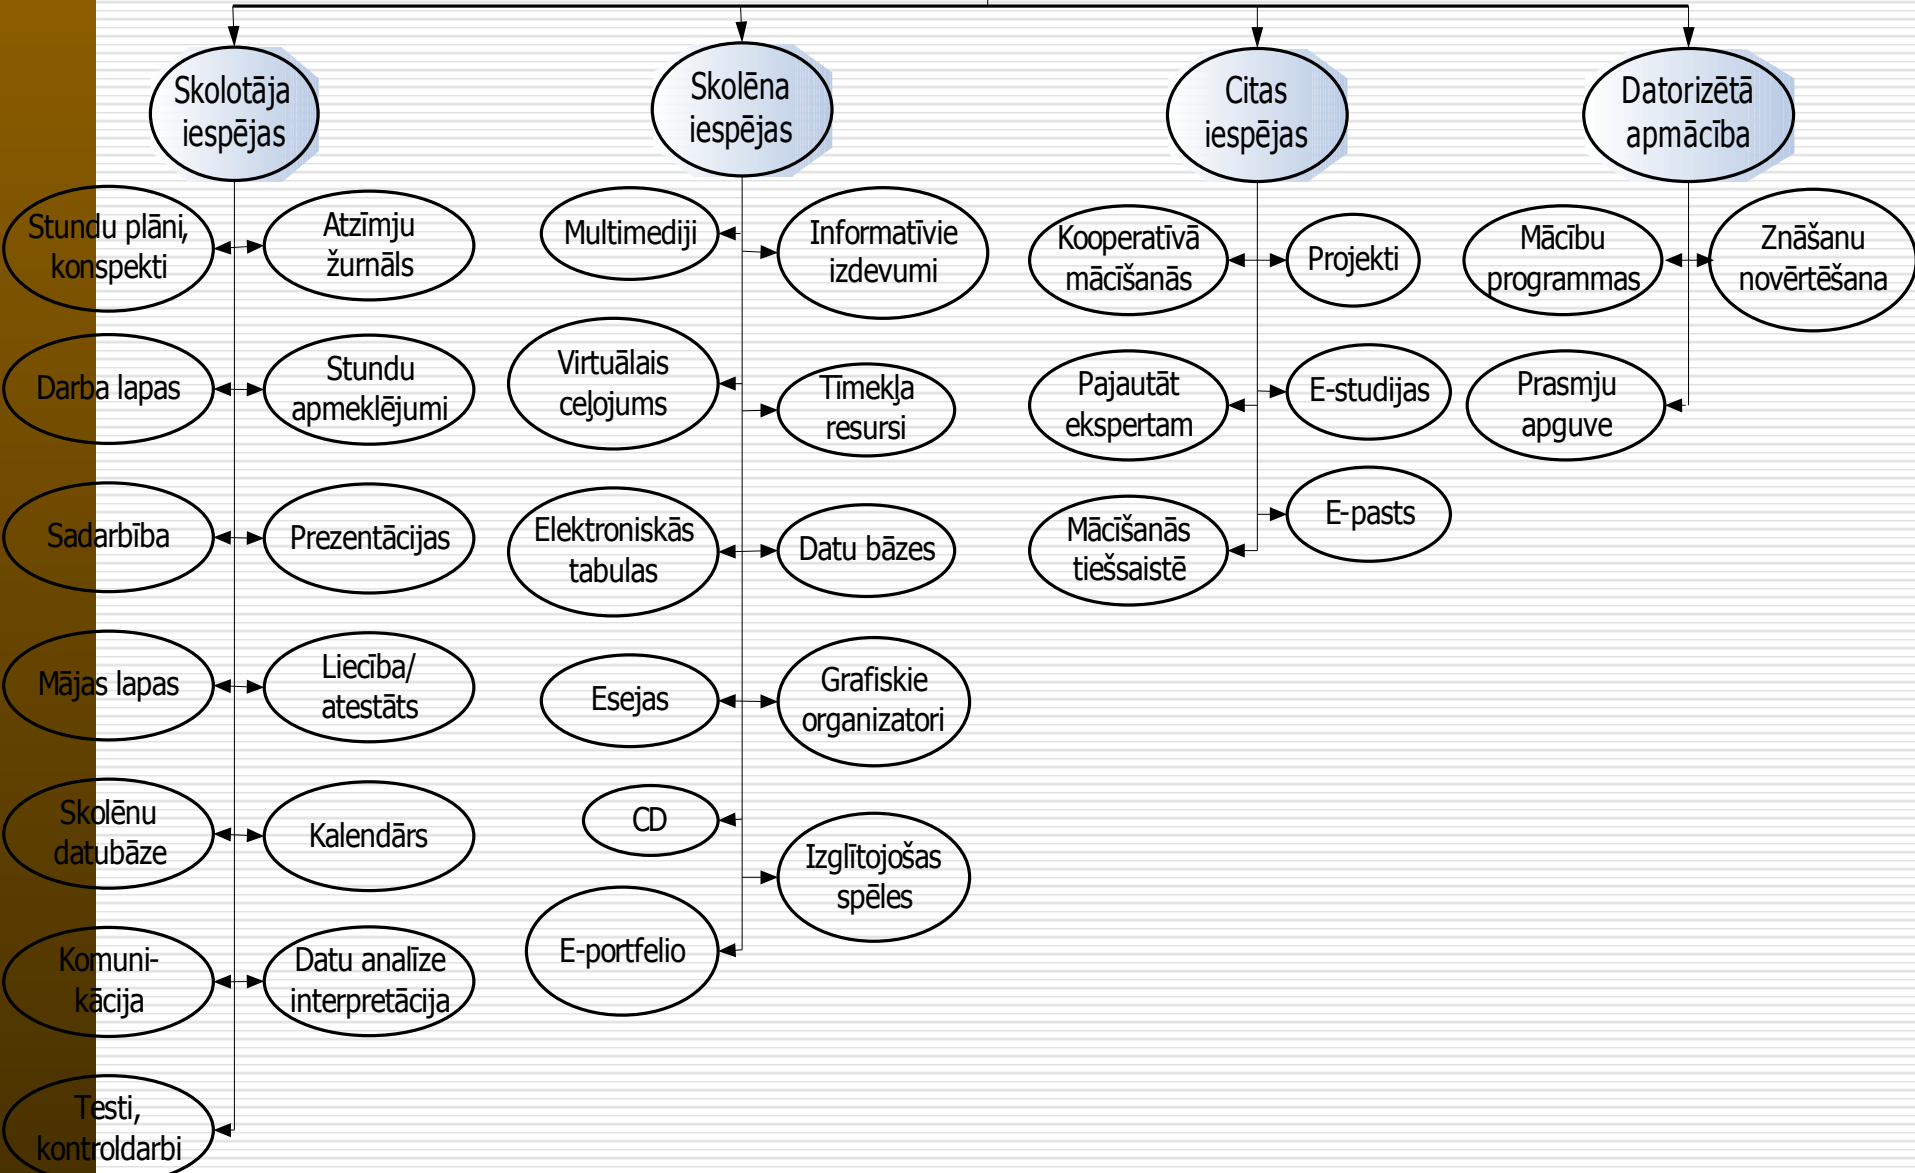 Skolotāja
iespējas
Skolēna
iespējas
Citas
iespējas
Datorizētā
apmācība
Stundu plāni,
konspekti
Atzīmju
žurnāls
Darba lapas
Stundu
apmeklējumi
Sadarbība
Prezentācijas
Mājas lapas
Liecība/
atestāts
Skolēnu
datubāze
Kalendārs
Komuni-
kācija
Datu analīze
interpretācija
Testi,
kontroldarbi
Multimediji
Informatīvie
izdevumi
Virtuālais
ceļojums
Tīmekļa
resursi
Elektroniskās
tabulas
Datu bāzes
Esejas
Grafiskie
organizatori
CD
Izglītojošas
spēles
E-portfelio
Kooperatīvā
mācīšanās
Projekti
Pajautāt
ekspertam
E-studijas
Mācīšanās
tiešsaistē
E-pasts
Mācību
programmas
Znāšanu
novērtēšana
Prasmju
apguve